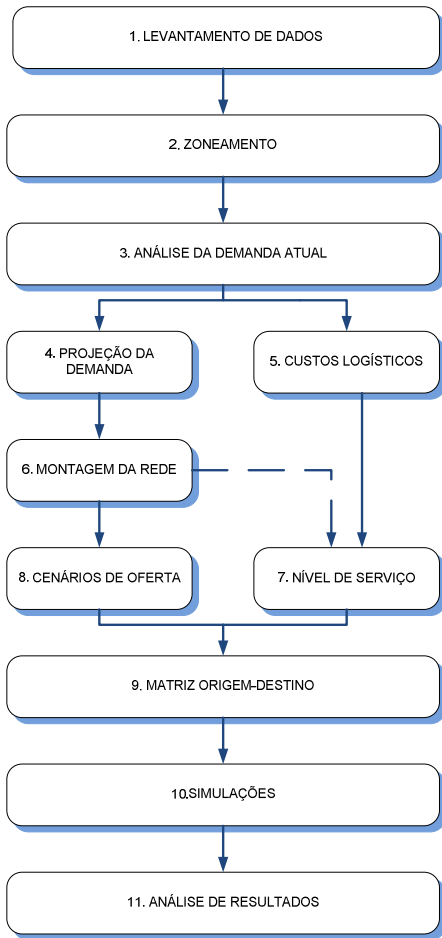 1. LEVANTAMENTO DE DADOS
2. ZONEAMENTO
3. ANÁLISE DA DEMANDA ATUAL
4. PROJEÇÃO DA
DEMANDA
5. CUSTOS LOGÍSTICOS
6. MONTAGEM DA REDE
8. CENÁRIOS DE OFERTA
7. NÍVEL DE SERVIÇO
9. MATRIZ ORIGEM-DESTINO
10.SIMULAÇÕES
11. ANÁLISE DE RESULTADOS